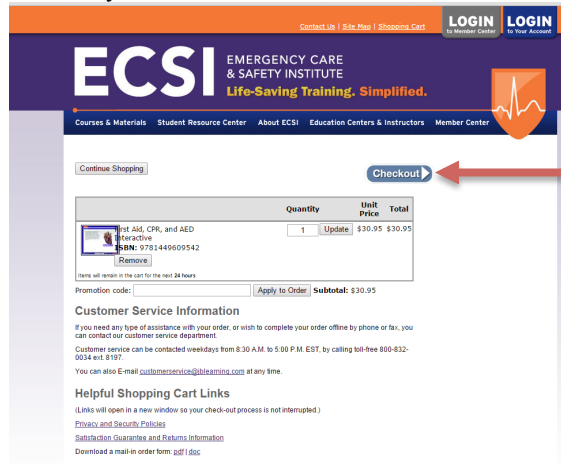 Contact Us | Site Map | Shopping Cart
LOGIN
to Member Center
LOGIN
to Your Account
ECSI
EMERGENCY CARE
& SAFETY INSTITUTE
Life-Saving Training. Simplified.
Courses & Materials Student Resource Center About ECSI Education Centers & Instructors Member Center
Continue Shopping
Checkout
Quantity Unit Price Total
First Aid, CPR, and AED
Interactive
ISBN: 9781449609542
1 Update $30.95 $30.95
Remove
Items will remain in the cart for the next 24 hours
Promotion code: Apply to Order Subtotal: $30.95
Customer Service Information
If you need any type of assistance with your order, or wish to complete your order offline by phone or fax, you
can contact our customer service department.
Customer service can be contacted weekdays from 8:30 A.M. to 5:00 P.M. EST, by calling toll-free 800-832-
0034 ext. 8197.
You can also E-mail customerservice@jblearning.com at any time.
Helpful Shopping Cart Links
(Links will open in a new window so your check-out process is not interrupted.)
Privacy and Security Policies
Satisfaction Guarantee and Returns Information
Download a mail-in order form: pdf | doc